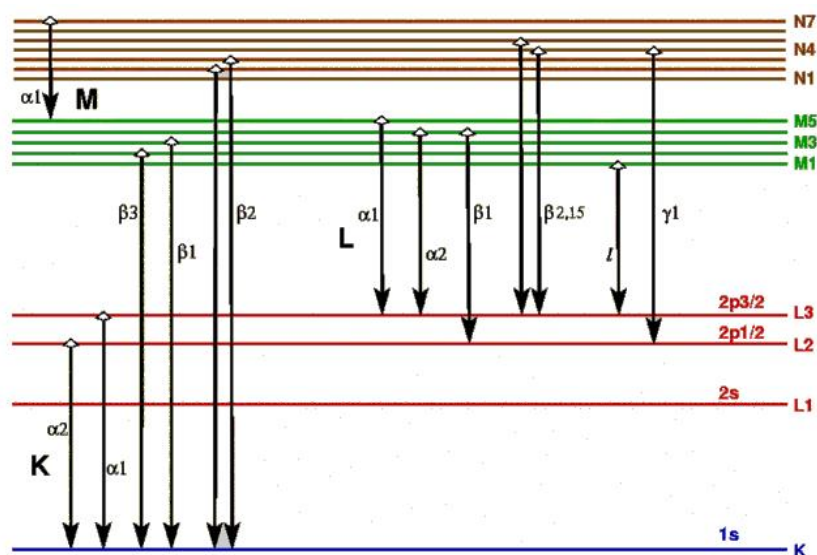 N7
N4
N1
α1 M
M5
M3
M1
β3
β1
β2
L
α1
α2
β1
β2,15
l
γ1
2p3/2 L3
2p1/2 L2
2s L1
α2
K
α1
1s K